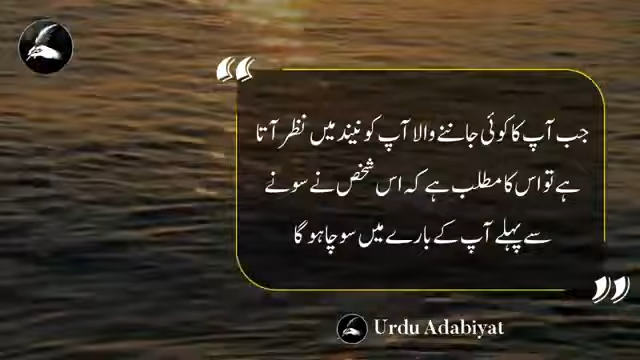 جب آپ کا کوئی جاننے والا آپ کو نیند میں نظر آتا
ہے تو اس کا مطلب ہے کہ اس شخص نے سونے
سے پہلے آپ کے بارے میں سوچا ہو گا
Urdu Adabiyat